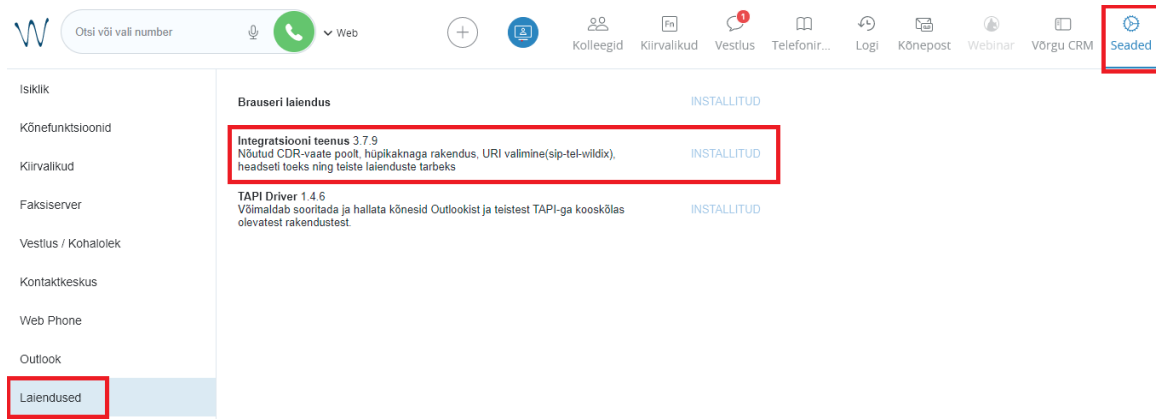 Otsi või vali number
Web
Kolleegid
Fn
Kiirvalikud
1
Vestlus
Telefonir...
Logi
Kõnepost
Webinar
Võrgu CRM
Seaded
Isiklik
Kõnefunktsioonid
Kiirvalikud
Faksiserver
Vestlus / Kohalolek
Kontaktkeskus
Web Phone
Outlook
Laiendused
Brauseri laiendus
INSTALLITUD
Integratsiooni teenus 3.7.9
Nõutud CDR-vaate poolt, hüpikaknaga rakendus, URI valimine(sip-tel-wildix),
headseti toeks ning teiste laienduste tarbeks
INSTALLITUD
TAPI Driver 1.4.6
Võimaldab sooritada ja hallata kõnesid Outlookist ja teistest TAPI-ga kooskõlas
olevatest rakendustest.
INSTALLITUD